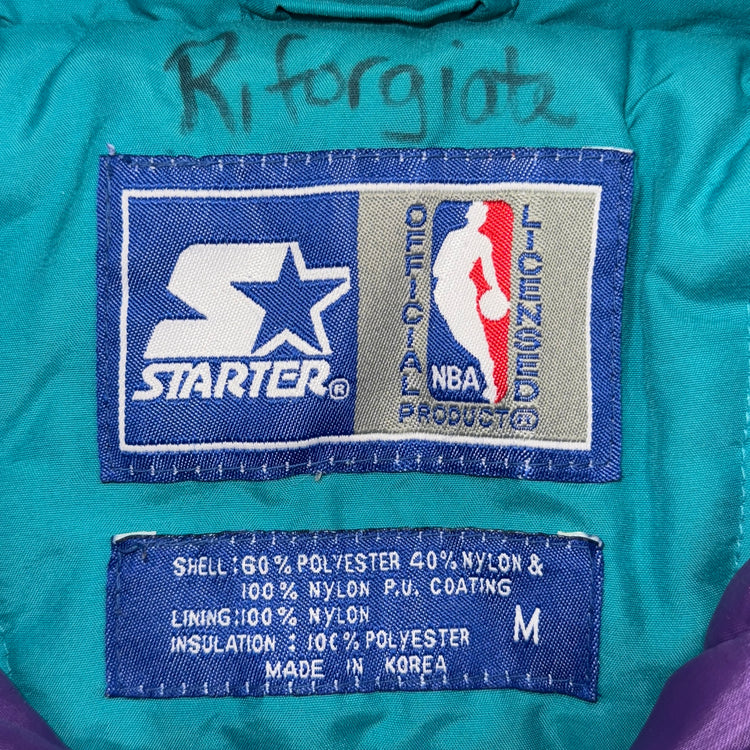 R, forgiate
STARTER®
OFFICIAL
LICENSED
NBA
PRODUCT®
SHELL: 60% POLYESTER 40% NYLON &
100% NYLON P.U. COATING
LINING: 100% NYLON
INSULATION : 100% POLYESTER
M
MADE IN KOREA